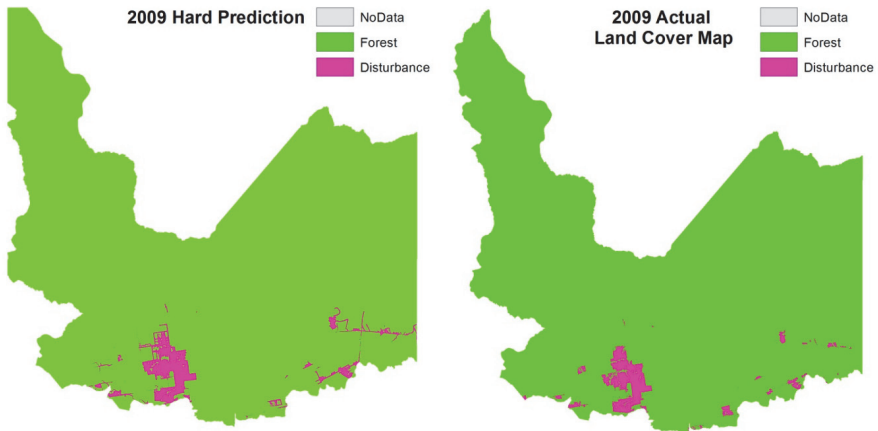 2009 Hard Prediction
NoData
Forest
Disturbance
2009 Actual
Land Cover Map
NoData
Forest
Disturbance